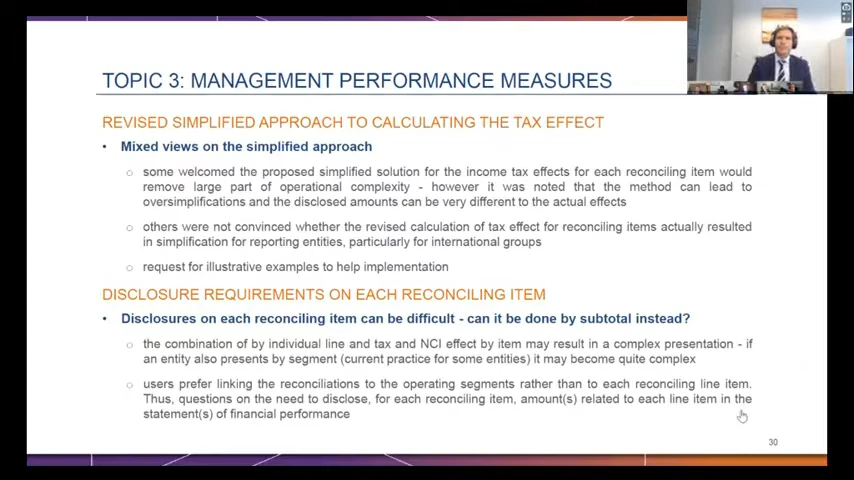 TOPIC 3: MANAGEMENT PERFORMANCE MEASURES
REVISED SIMPLIFIED APPROACH TO CALCULATING THE TAX EFFECT
• Mixed views on the simplified approach
○ some welcomed the proposed simplified solution for the income tax effects for each reconciling item would
remove large part of operational complexity - however it was noted that the method can lead to
oversimplifications and the disclosed amounts can be very different to the actual effects
○ others were not convinced whether the revised calculation of tax effect for reconciling items actually resulted
in simplification for reporting entities, particularly for international groups
○ request for illustrative examples to help implementation
DISCLOSURE REQUIREMENTS ON EACH RECONCILING ITEM
• Disclosures on each reconciling item can be difficult - can it be done by subtotal instead?
○ the combination of by individual line and tax and NCI effect by item may result in a complex presentation - if
an entity also presents by segment (current practice for some entities) it may become quite complex
○ users prefer linking the reconciliations to the operating segments rather than to each reconciling line item.
Thus, questions on the need to disclose, for each reconciling item, amount(s) related to each line item in the
statement(s) of financial performance
30